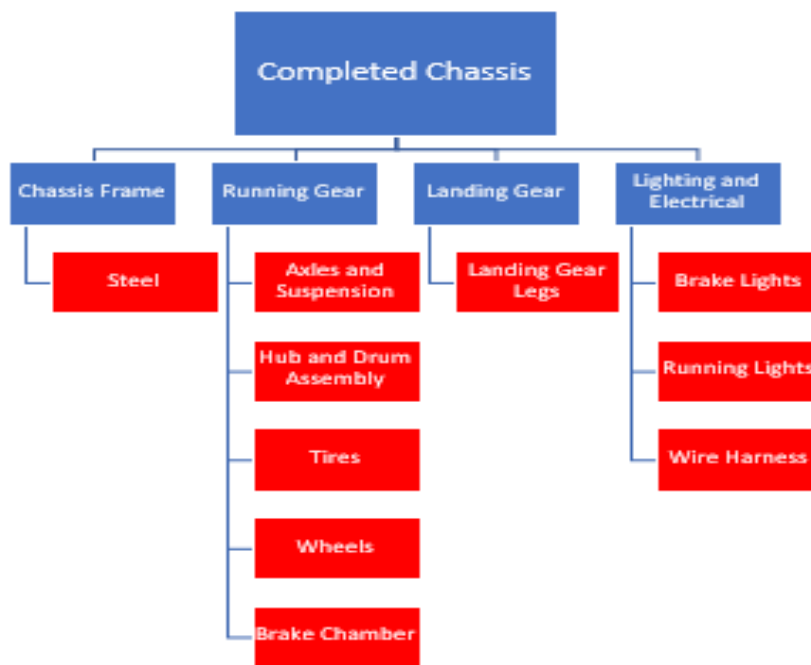 Completed Chassis
Chassis Frame
Running Gear
Landing Gear
Lighting and
Electrical
Steel
Axles and
Suspension
Landing Gear
Legs
Brake Lights
Hub and Drum
Assembly
Running Lights
Tires
Wire Harness
Wheels
Brake Chamber